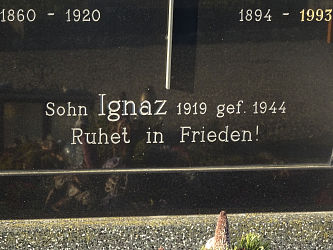 1860 - 1920 1894 - 1993
Sohn Ignaz 1919 gef. 1944
Ruhet in Frieden!